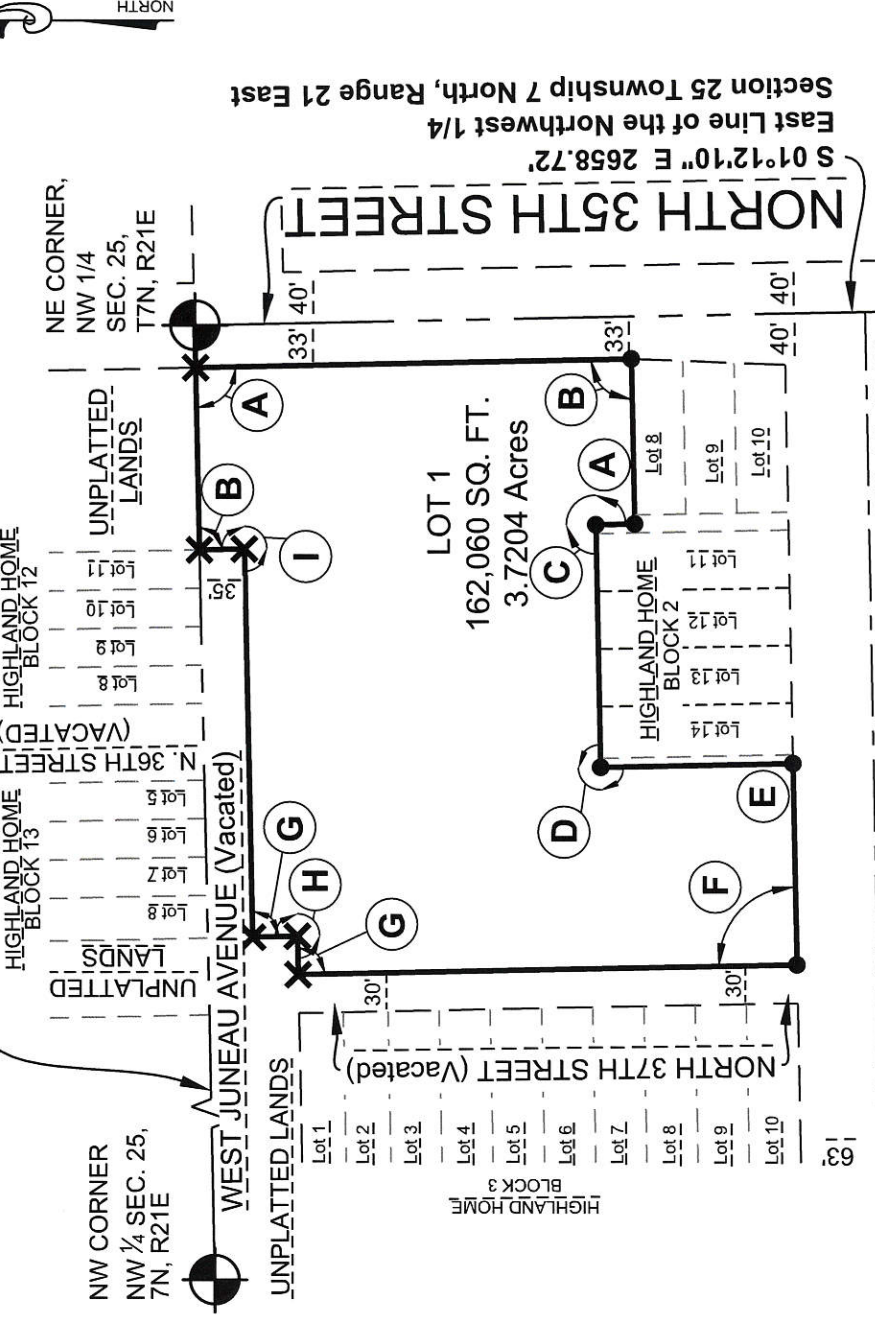 NORTH
S 01°12'10" E 2658.72'
East Line of the Northwest 1/4
Section 25 Township 7 North, Range 21 East
NORTH 35TH STREET
NE CORNER,
NW 1/4
SEC. 25,
T7N, R21E
33'
40'
33'
40'
40'
UNPLATTED
LANDS
A
B
I
B
A
C
LOT 1
162,060 SQ. FT.
3.7204 Acres
Lot 8
Lot 9
Lot 10
HIGHLAND HOME
BLOCK 12
Lot 11
Lot 10
Lot 9
Lot 8
35'
HIGHLAND HOME
BLOCK 2
Lot 11
Lot 12
Lot 13
Lot 14
N. 36TH STREET
(VACATED)
HIGHLAND HOME
BLOCK 13
Lot 5
Lot 6
Lot 7
Lot 8
D
E
F
G
H
G
UNPLATTED
LANDS
WEST JUNEAU AVENUE (Vacated)
30'
30'
NORTH 37TH STREET (Vacated)
UNPLATTED LANDS
Lot 1
Lot 2
Lot 3
Lot 4
Lot 5
Lot 6
Lot 7
Lot 8
Lot 9
Lot 10
63'
HIGHLAND HOME
BLOCK 3
NW CORNER
NW ¼ SEC. 25,
7N, R21E